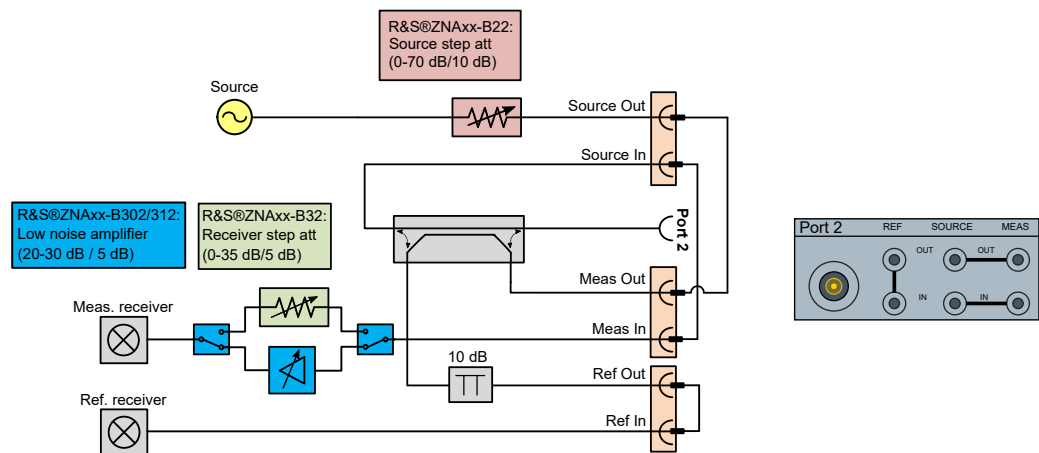 R&S®ZNAxx-B22:
Source step att
(0-70 dB/10 dB)
Source
Source Out
Source In
R&S®ZNAxx-B302/312:
Low noise amplifier
(20-30 dB / 5 dB)
R&S®ZNAxx-B32:
Receiver step att
(0-35 dB/5 dB)
Port 2
Meas Out
Meas. receiver
Meas In
10 dB
Ref Out
Ref. receiver
Ref In
Port 2
REF SOURCE MEAS
OUT OUT
IN IN